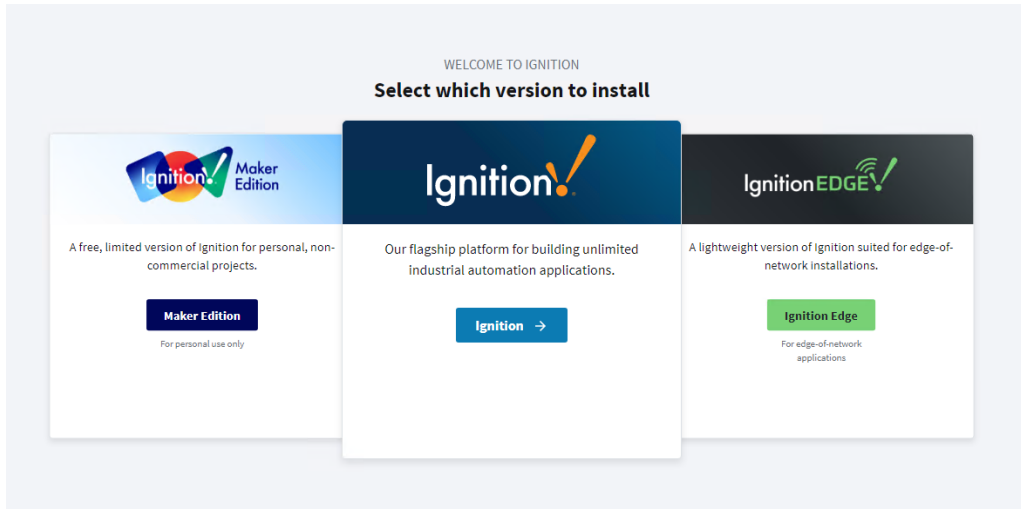 WELCOME TO IGNITION
Select which version to install
Ignition!
Maker
Edition
A free, limited version of Ignition for personal, non-
commercial projects.
Maker Edition
For personal use only
Ignition!
Our flagship platform for building unlimited
industrial automation applications.
Ignition →
Ignition EDGE!
A lightweight version of Ignition suited for edge-of-
network installations.
Ignition Edge
For edge-of-network
applications